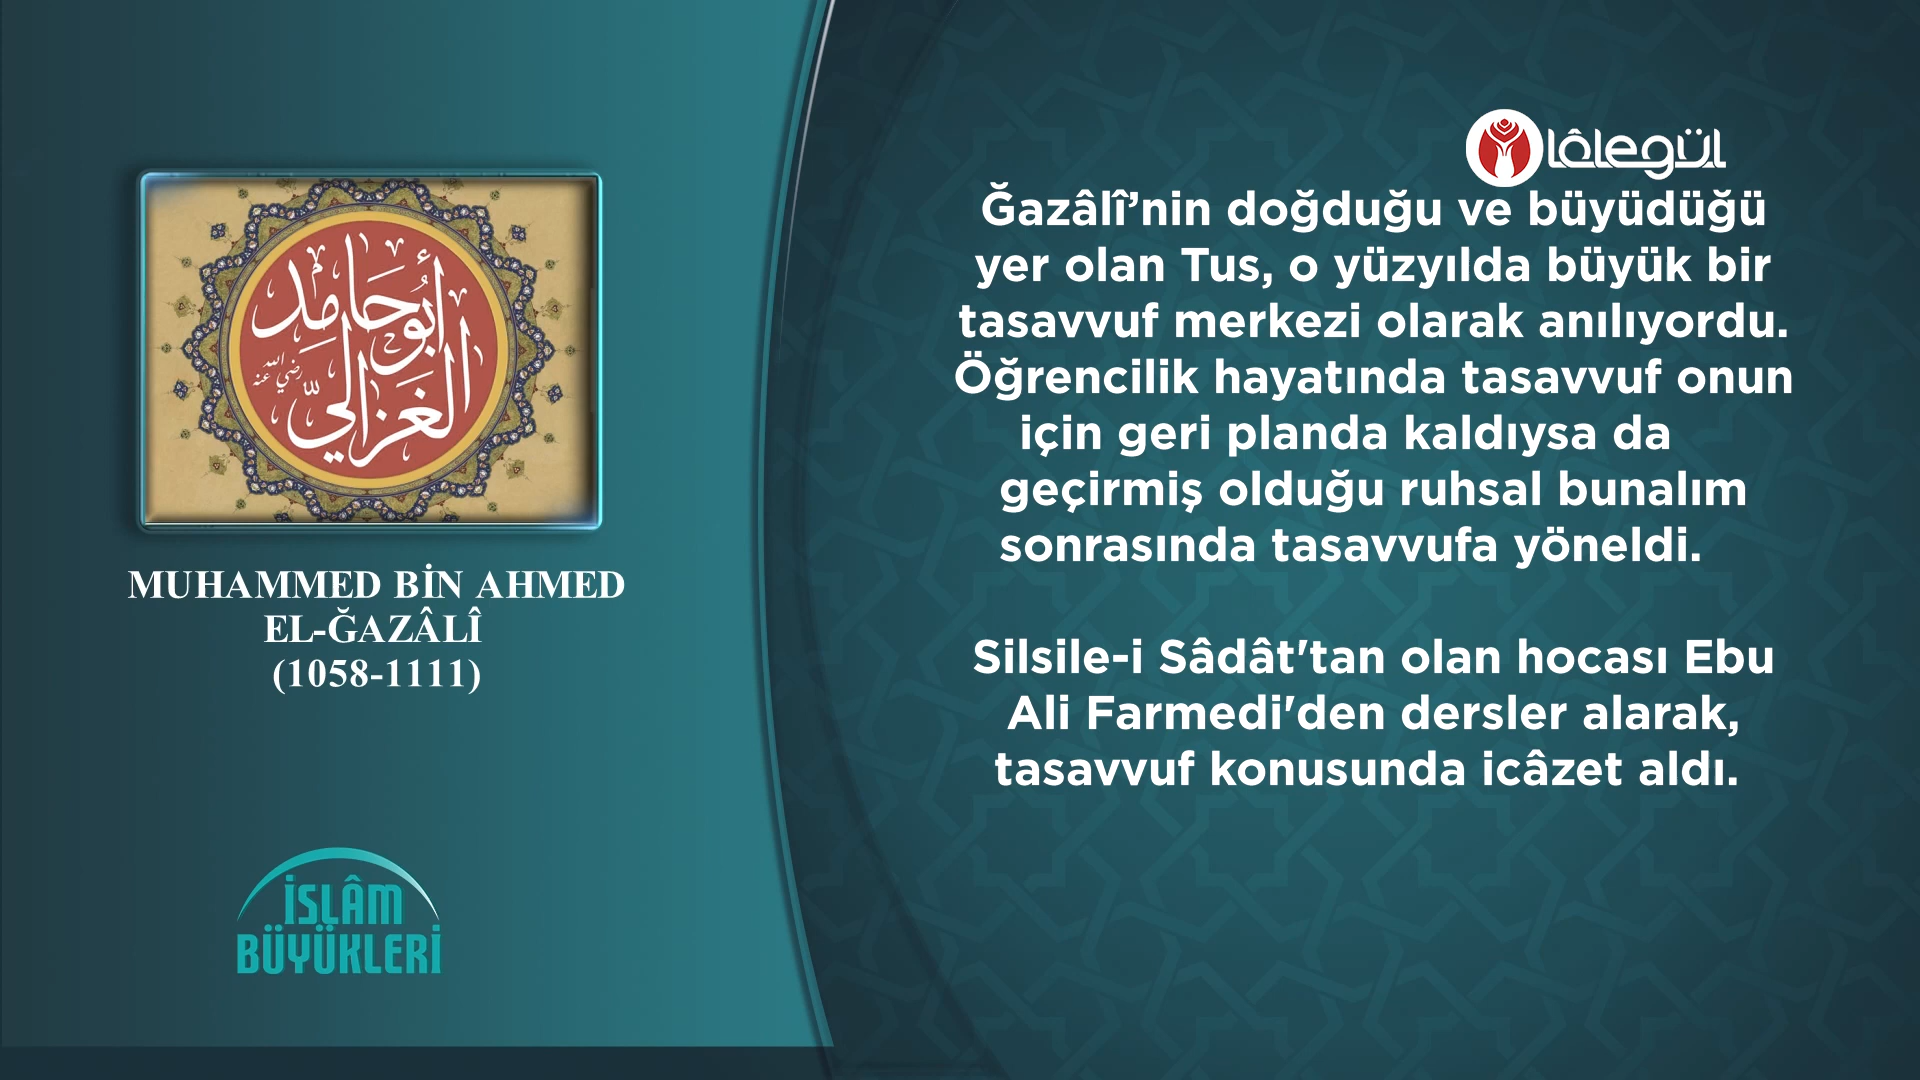 أبو حامد
الغزالي
رضي الله عنه
MUHAMMED BİN AHMED
EL-ĞAZÂLÎ
(1058-1111)
İSLÂM
BÜYÜKLERİ
lâlegül
Ğazâlî’nin doğduğu ve büyüdüğü
yer olan Tus, o yüzyılda büyük bir
tasavvuf merkezi olarak anılıyordu.
Öğrencilik hayatında tasavvuf onun
için geri planda kaldıysa da
geçirmiş olduğu ruhsal bunalım
sonrasında tasavvufa yöneldi.
Silsile-i Sâdât'tan olan hocası Ebu
Ali Farmedi'den dersler alarak,
tasavvuf konusunda icâzet aldı.